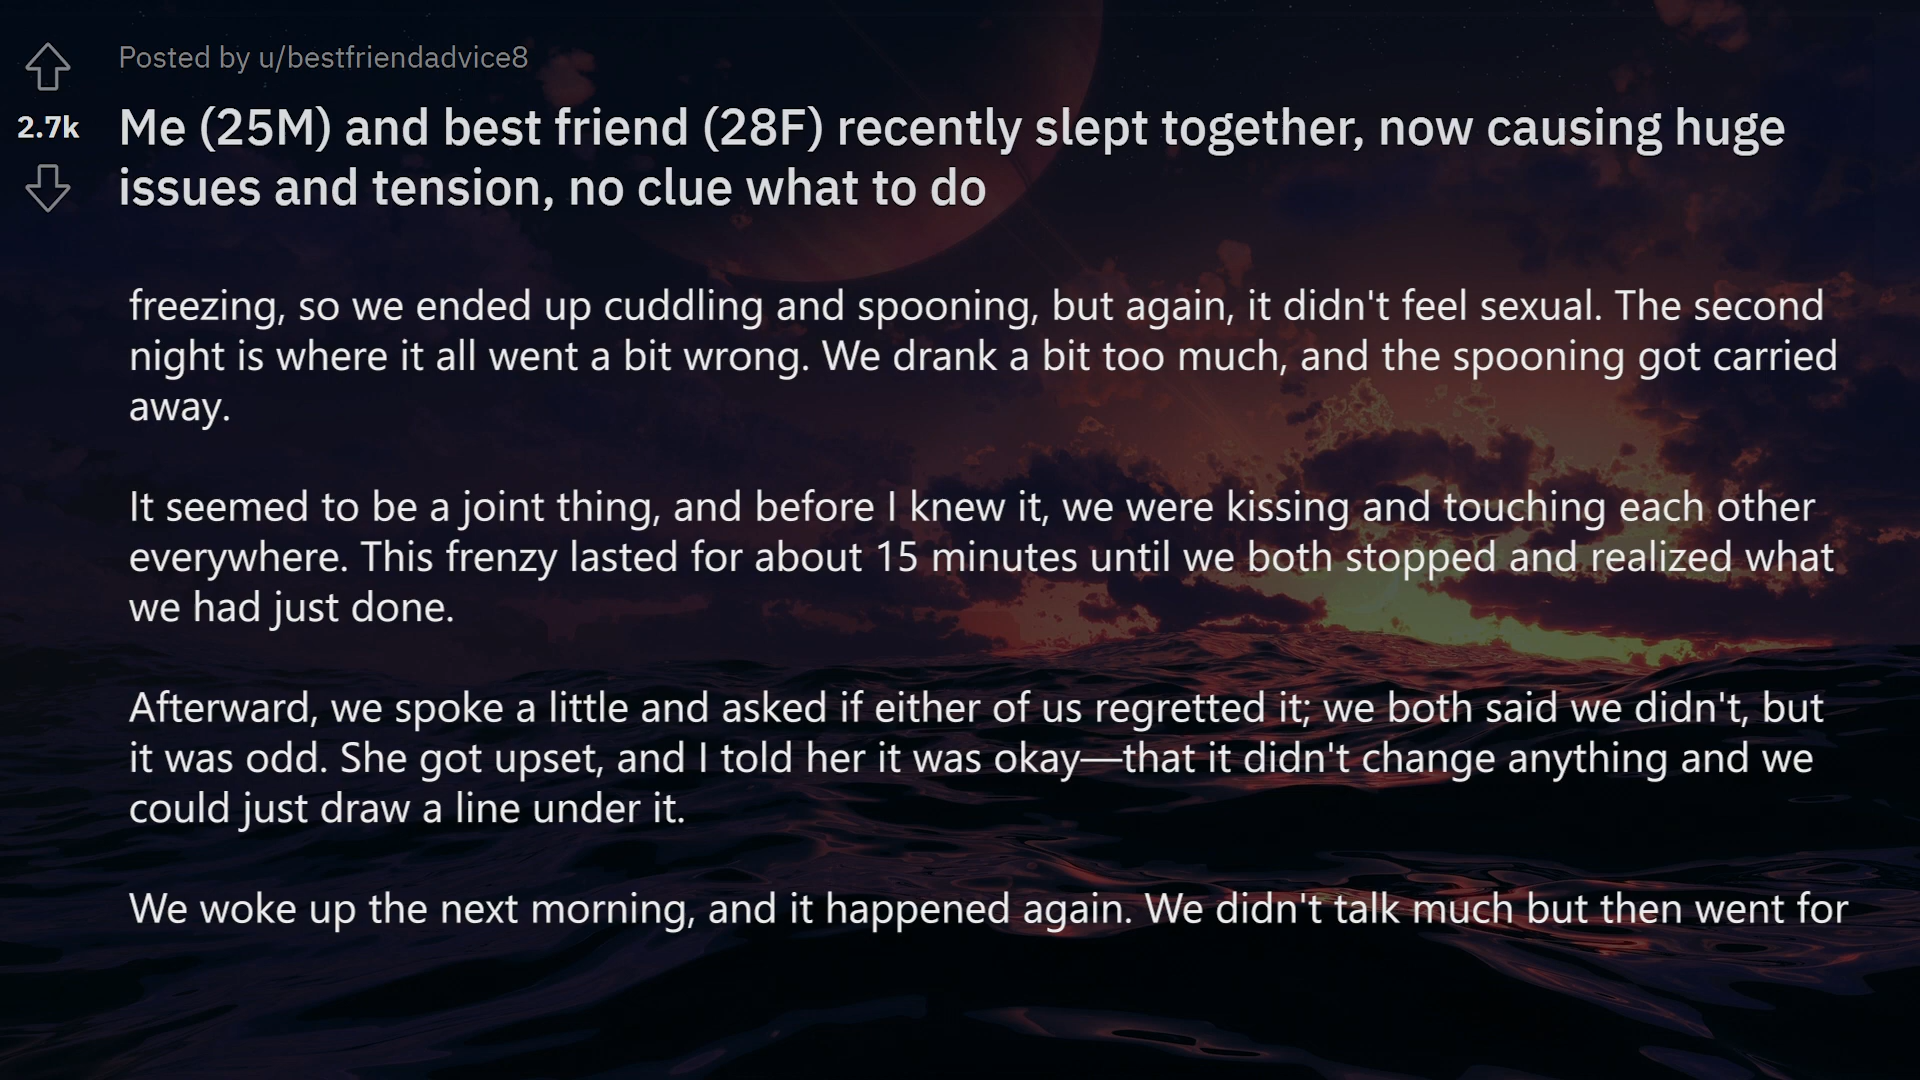 Posted by u/bestfriendadvice8
2.7k
Me (25M) and best friend (28F) recently slept together, now causing huge
issues and tension, no clue what to do
freezing, so we ended up cuddling and spooning, but again, it didn't feel sexual. The second
night is where it all went a bit wrong. We drank a bit too much, and the spooning got carried
away.
It seemed to be a joint thing, and before I knew it, we were kissing and touching each other
everywhere. This frenzy lasted for about 15 minutes until we both stopped and realized what
we had just done.
Afterward, we spoke a little and asked if either of us regretted it; we both said we didn't, but
it was odd. She got upset, and I told her it was okay—that it didn't change anything and we
could just draw a line under it.
We woke up the next morning, and it happened again. We didn't talk much but then went for